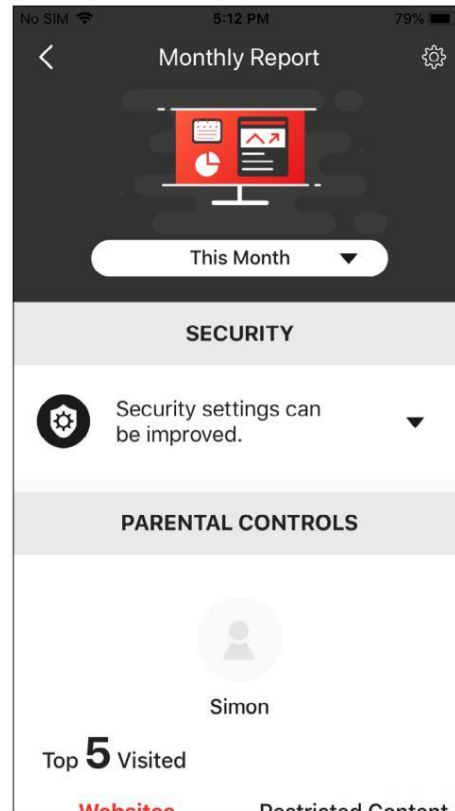 No SIM 5:12 PM 79%
Monthly Report
This Month
SECURITY
Security settings can
be improved.
PARENTAL CONTROLS
Simon
Top 5 Visited
Websites Restricted Content